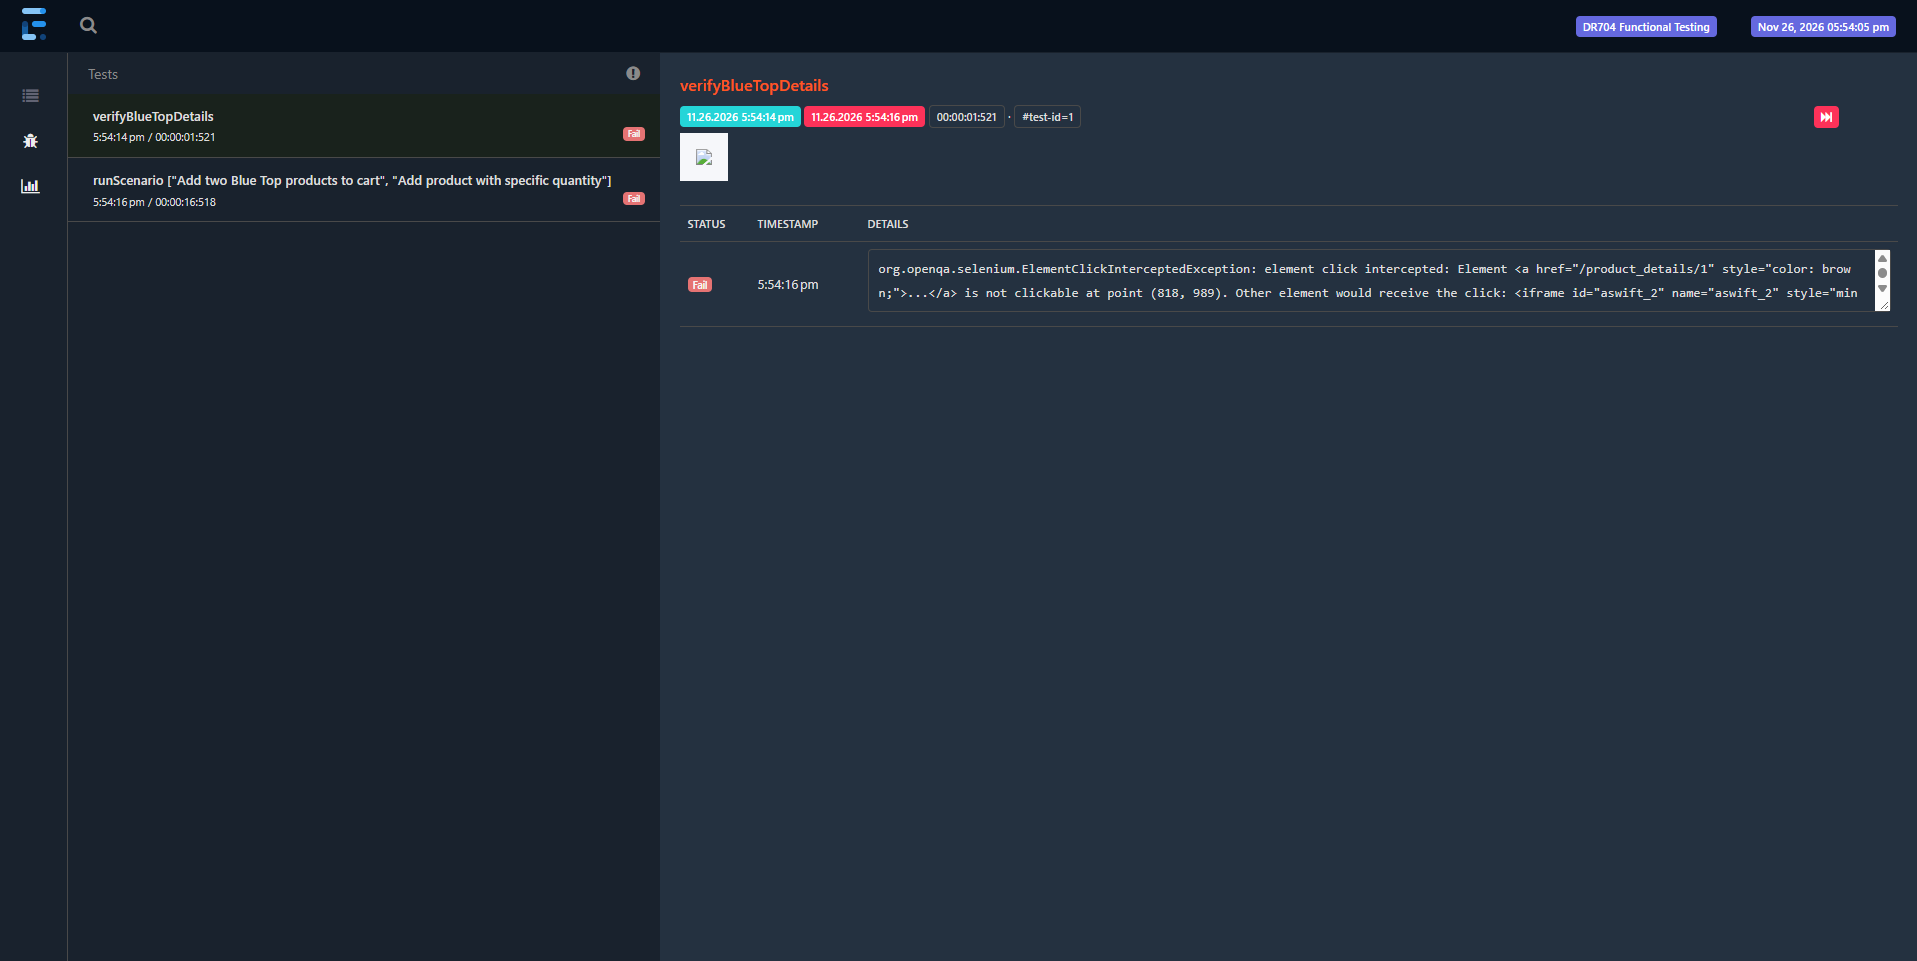 DR704 Functional Testing
Nov 26, 2026 05:54:05 pm
Tests
verifyBlueTopDetails
5:54:14 pm / 00:00:01:521
Fail
runScenario ["Add two Blue Top products to cart", "Add product with specific quantity"]
5:54:16 pm / 00:00:16:518
Fail
verifyBlueTopDetails
11.26.2026 5:54:14 pm 11.26.2026 5:54:16 pm 00:00:01:521 · #test-id=1
STATUS TIMESTAMP DETAILS
Fail 5:54:16 pm
org.openqa.selenium.ElementClickInterceptedException: element click intercepted: Element <a href="/product_details/1" style="color: brow
n;">...</a> is not clickable at point (818, 989). Other element would receive the click: <iframe id="aswift_2" name="aswift_2" style="min